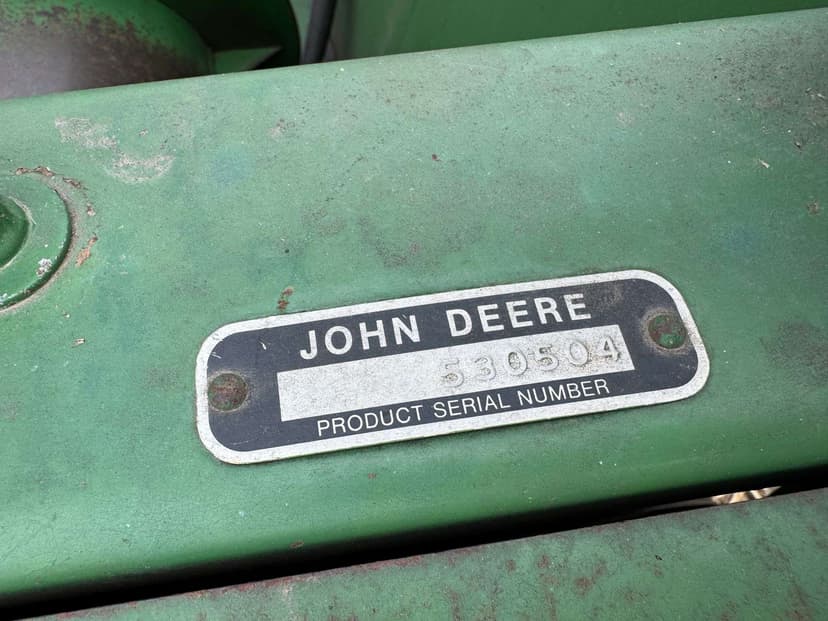 JOHN DEERE
530504
PRODUCT SERIAL NUMBER